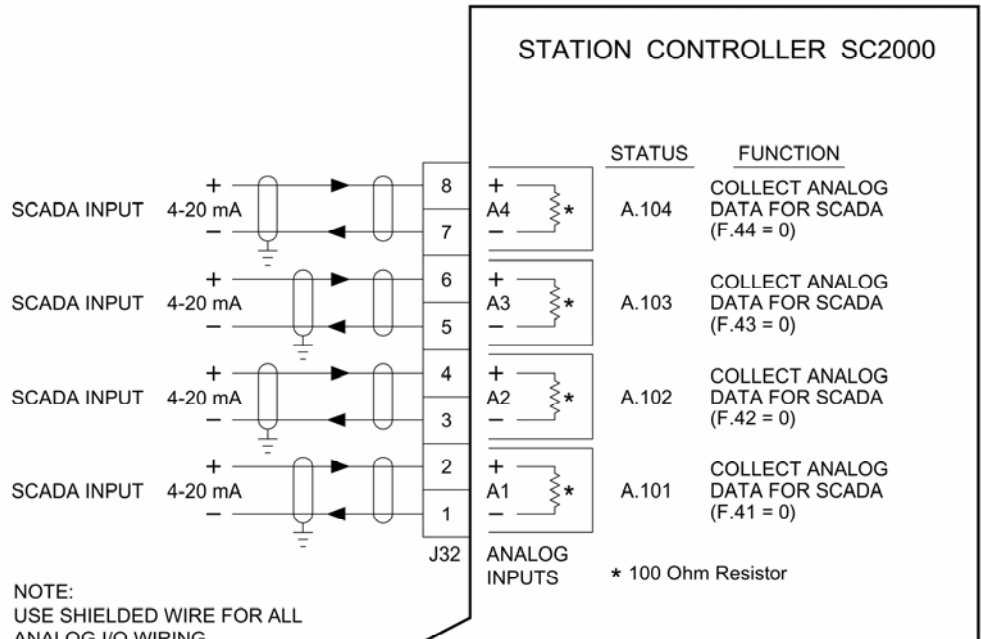 STATION CONTROLLER SC2000
STATUS FUNCTION
SCADA INPUT 4-20 mA + − 8 7 + A4 − * A.104 COLLECT ANALOG
DATA FOR SCADA
(F.44 = 0)
SCADA INPUT 4-20 mA + − 6 5 + A3 − * A.103 COLLECT ANALOG
DATA FOR SCADA
(F.43 = 0)
SCADA INPUT 4-20 mA + − 4 3 + A2 − * A.102 COLLECT ANALOG
DATA FOR SCADA
(F.42 = 0)
SCADA INPUT 4-20 mA + − 2 1 + A1 − * A.101 COLLECT ANALOG
DATA FOR SCADA
(F.41 = 0)
J32 ANALOG
INPUTS
* 100 Ohm Resistor
NOTE:
USE SHIELDED WIRE FOR ALL
ANALOG I/O WIRING